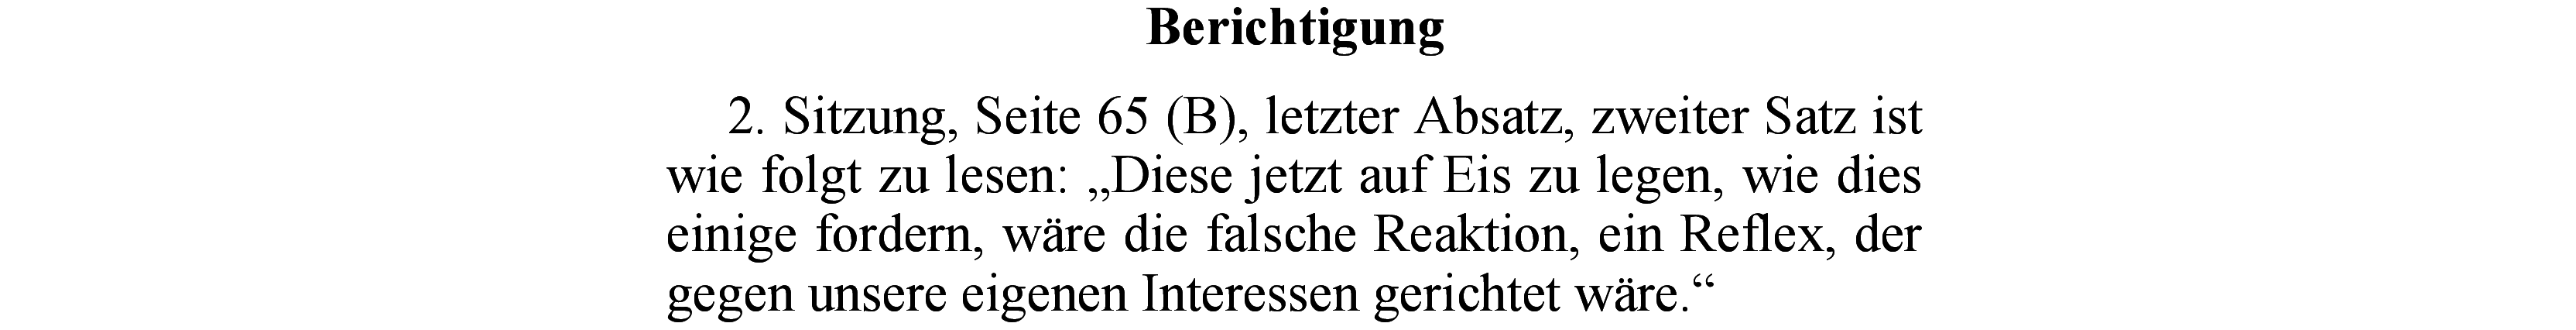 Berichtigung
2. Sitzung, Seite 65 (B), letzter Absatz, zweiter Satz ist
wie folgt zu lesen: „Diese jetzt auf Eis zu legen, wie dies
einige fordern, wäre die falsche Reaktion, ein Reflex, der
gegen unsere eigenen Interessen gerichtet wäre.“